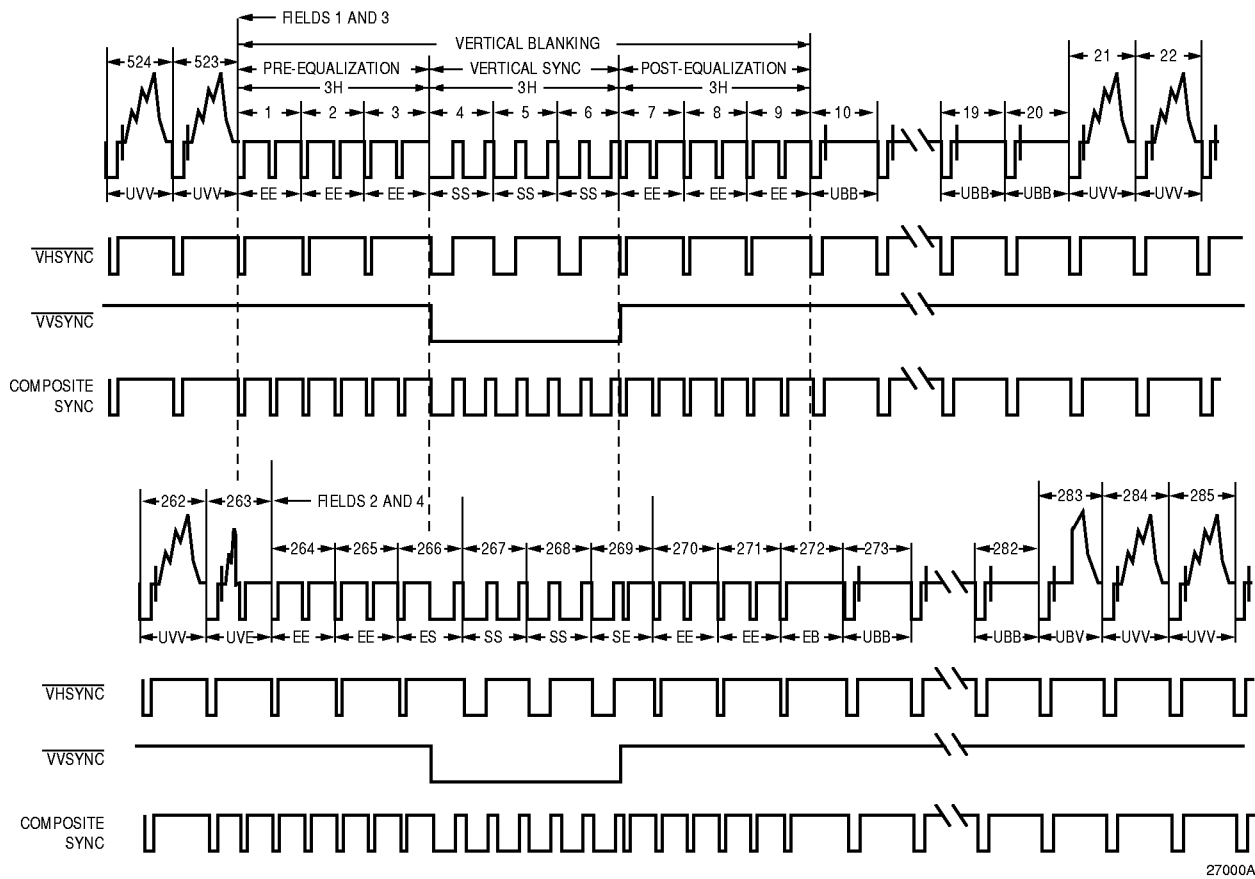 FIELDS 1 AND 3
VERTICAL BLANKING
524 523 PRE-EQUALIZATION VERTICAL SYNC POST-EQUALIZATION 21 22
3H 3H 3H
1 2 3 4 5 6 7 8 9 10 19 20
UVV UVV EE EE EE SS SS SS EE EE EE UBB UBB UBB UVV UVV
VHSYNC
VVSYNC
COMPOSITE
SYNC
262 263 FIELDS 2 AND 4 283 284 285
264 265 266 267 268 269 270 271 272 273 282
UVV UVE EE EE ES SS SS SE EE EE EB UBB UBB UBV UVV UVV
VHSYNC
VVSYNC
COMPOSITE
SYNC
27000A